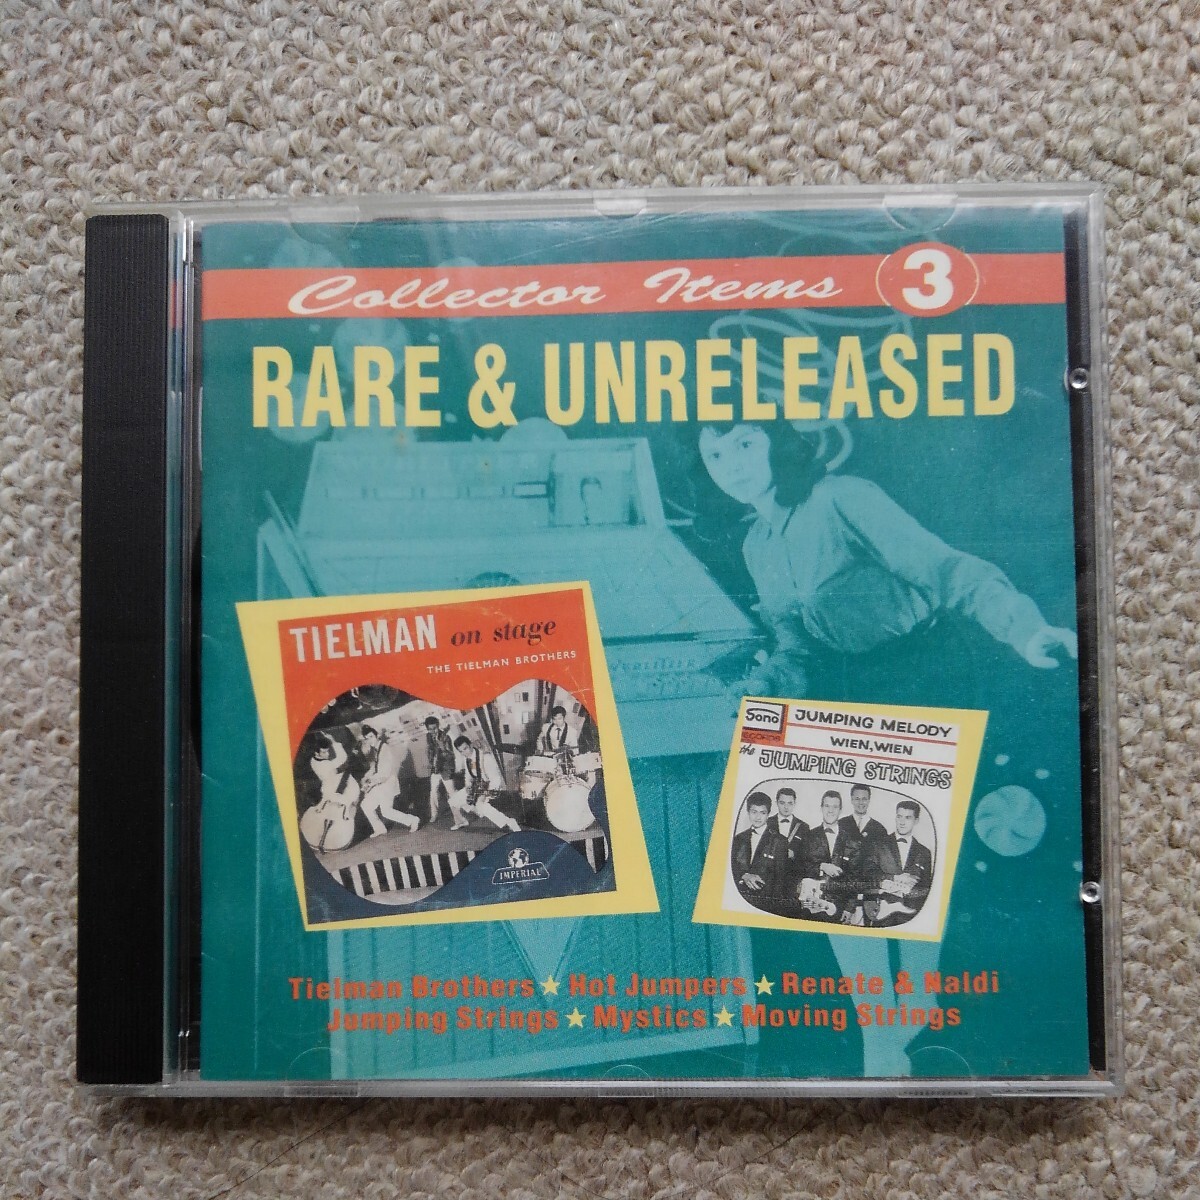 Collector Items 3
RARE & UNRELEASED
TIELMAN on stage
THE TIELMAN BROTHERS
IMPERIAL
Sono
JUMPING MELODY
WIEN, WIEN
the JUMPING STRINGS
Tielman Brothers ★ Hot Jumpers ★ Renate & Naldi
Jumping Strings ★ Mystics ★ Moving Strings